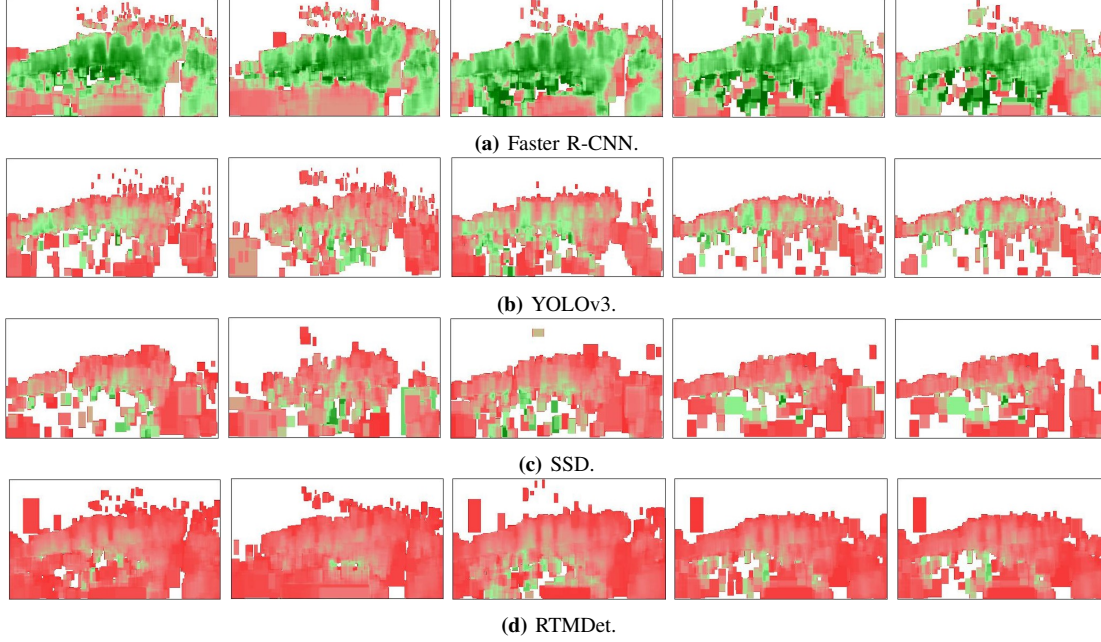 (a) Faster R-CNN.
(b) YOLOv3.
(c) SSD.
(d) RTMDet.